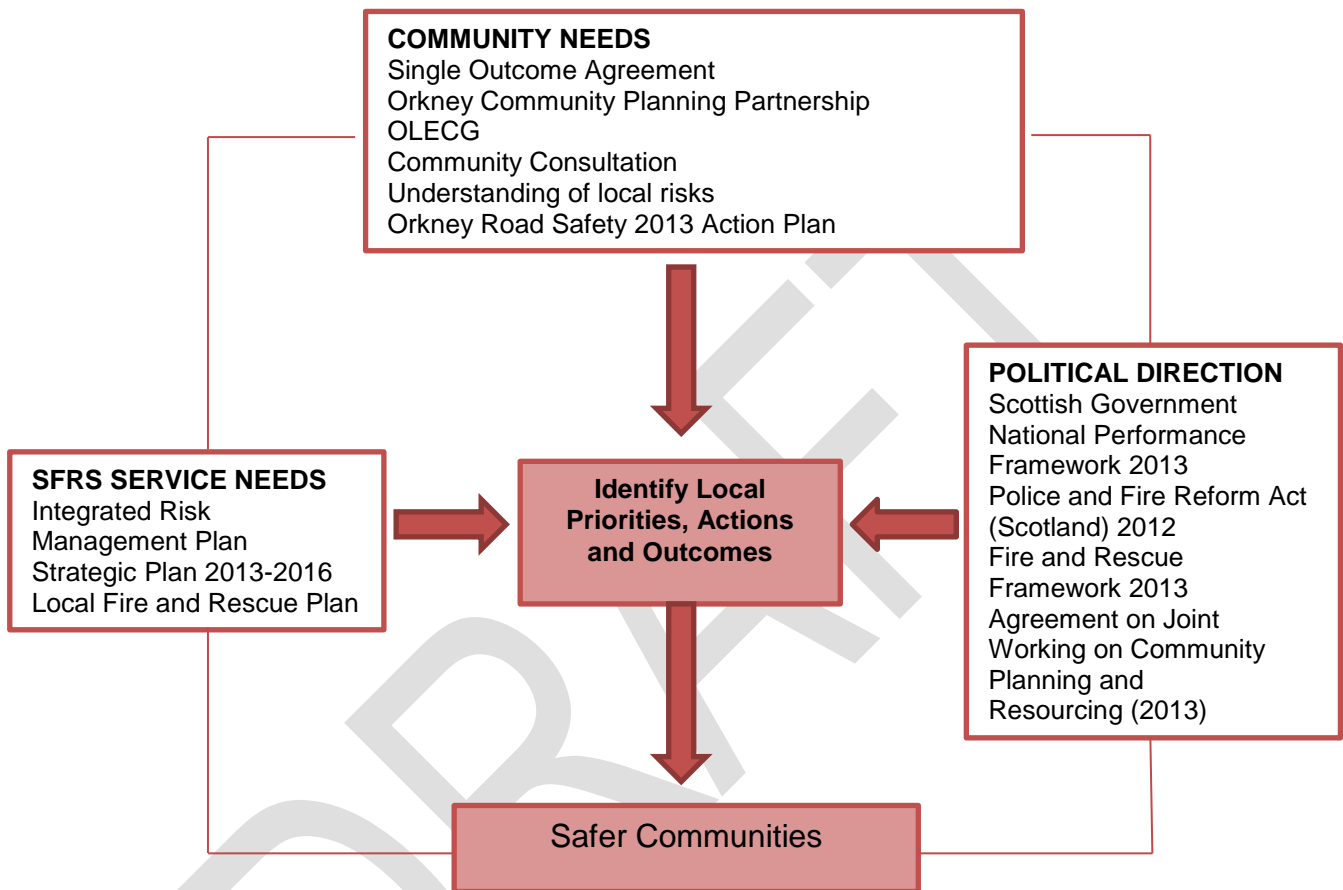 COMMUNITY NEEDS
Single Outcome Agreement
Orkney Community Planning Partnership
OLECG
Community Consultation
Understanding of local risks
Orkney Road Safety 2013 Action Plan
SFRS SERVICE NEEDS
Integrated Risk
Management Plan
Strategic Plan 2013-2016
Local Fire and Rescue Plan
Identify Local
Priorities, Actions
and Outcomes
POLITICAL DIRECTION
Scottish Government
National Performance
Framework 2013
Police and Fire Reform Act
(Scotland) 2012
Fire and Rescue
Framework 2013
Agreement on Joint
Working on Community
Planning and
Resourcing (2013)
Safer Communities
DRAFT